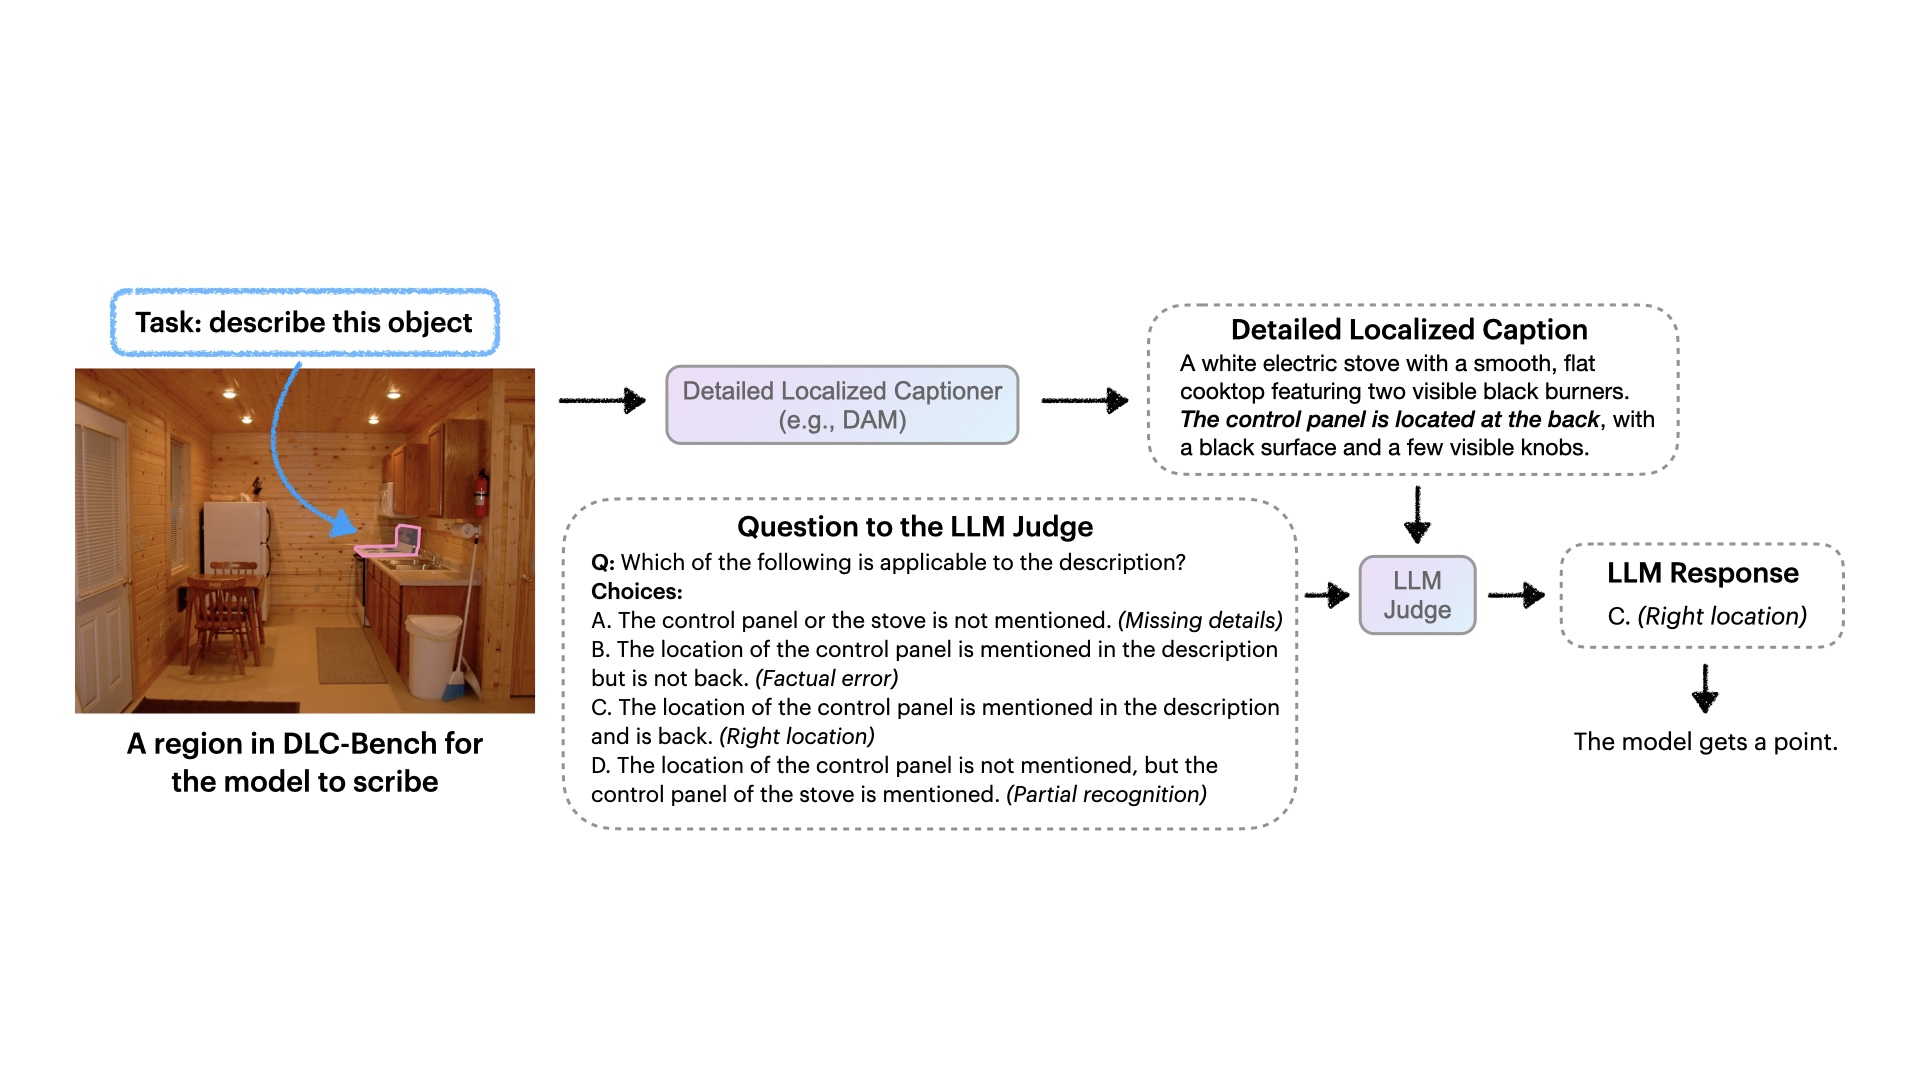 Task: describe this object
A region in DLC-Bench for
the model to scribe
Detailed Localized Captioner
(e.g., DAM)
Detailed Localized Caption
A white electric stove with a smooth, flat
cooktop featuring two visible black burners.
The control panel is located at the back, with
a black surface and a few visible knobs.
Question to the LLM Judge
Q: Which of the following is applicable to the description?
Choices:
A. The control panel or the stove is not mentioned. (Missing details)
B. The location of the control panel is mentioned in the description
but is not back. (Factual error)
C. The location of the control panel is mentioned in the description
and is back. (Right location)
D. The location of the control panel is not mentioned, but the
control panel of the stove is mentioned. (Partial recognition)
LLM
Judge
LLM Response
C. (Right location)
The model gets a point.